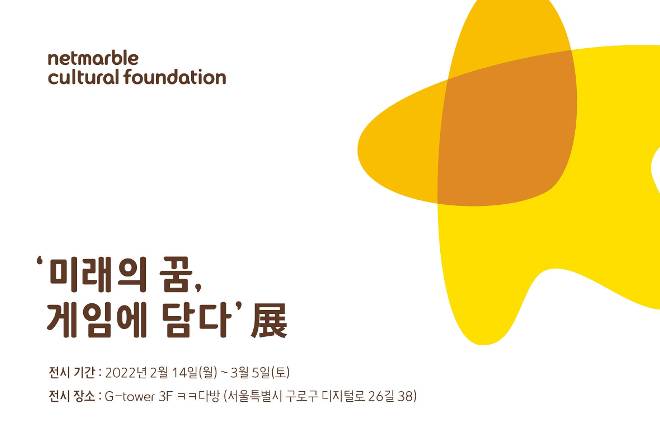 netmarble
cultural foundation
‘미래의 꿈,
게임에 담다’ 展
전시 기간 : 2022년 2월 14일(월) ~ 3월 5일(토)
전시 장소 : G-tower 3F ㅋㅋ다방 (서울특별시 구로구 디지털로 26길 38)